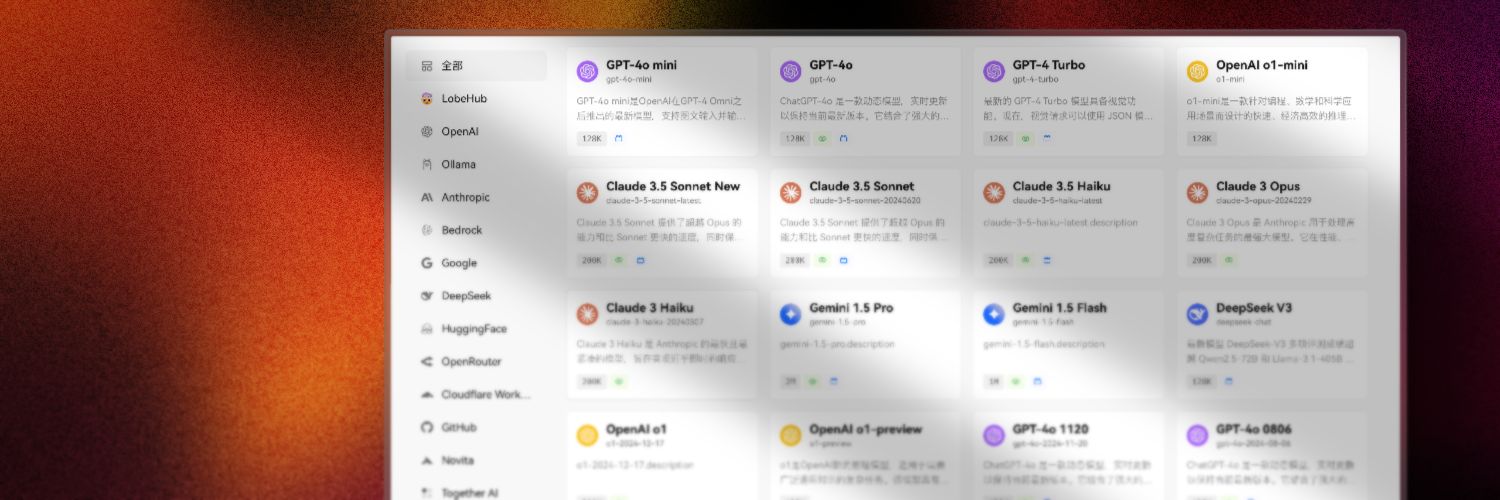 全部
LobeHub
OpenAI
Ollama
Anthropic
Bedrock
Google
DeepSeek
HuggingFace
OpenRouter
Cloudflare Work...
GitHub
Novita
Together AI
GPT-4o mini
gpt-4o-mini
GPT-4o mini是OpenAI在GPT-4 Omni之
后推出的最新模型，支持图文输入并输...
128K
GPT-4o
gpt-4o
ChatGPT-4o 是一款动态模型，实时更新
以保持当前最新版本。它结合了强大的...
128K
GPT-4 Turbo
gpt-4-turbo
最新的 GPT-4 Turbo 模型具备视觉功
能。现在，视觉请求可以使用 JSON 模...
128K
OpenAI o1-mini
o1-mini
o1-mini是一款针对编程、数学和科学应
用场景而设计的快速、经济高效的推理...
128K
Claude 3.5 Sonnet New
claude-3-5-sonnet-latest
Claude 3.5 Sonnet 提供了超越 Opus 的
能力和比 Sonnet 更快的速度，同时保...
200K
Claude 3.5 Sonnet
claude-3-5-sonnet-20240620
Claude 3.5 Sonnet 提供了超越 Opus 的
能力和比 Sonnet 更快的速度，同时保...
200K
Claude 3.5 Haiku
claude-3-5-haiku-latest
claude-3-5-haiku-latest description
200K
Claude 3 Opus
claude-3-opus-20240229
Claude 3 Opus 是 Anthropic 用于处理高
度复杂任务的最强大模型。它在性能、...
200K
Claude 3 Haiku
claude-3-haiku-20240307
Claude 3 Haiku 是 Anthropic 的最快且最
紧凑的模型，旨在实现近乎即时的响应...
200K
Gemini 1.5 Pro
gemini-1.5-pro
gemini-1.5-pro.description
2M
Gemini 1.5 Flash
gemini-1.5-flash
gemini-1.5-flash.description
1M
DeepSeek V3
deepseek-chat
最新模型 DeepSeek-V3 多项评测成绩超
越 Qwen2.5-72B 和 Llama-3.1-405B ...
128K
OpenAI o1
o1-2024-12-17
o1-2024-12-17.description
OpenAI o1-preview
o1-preview
o1是OpenAI新的推理模型，适用于需要
广泛通用知识的复杂任务。该模型具有...
GPT-4o 1120
gpt-4o-2024-11-20
ChatGPT-4o 是一款动态模型，实时更新
以保持当前最新版本。它结合了强大的...
GPT-4o 0806
gpt-4o-2024-08-06
ChatGPT-4o 是一款动态模型，实时更新
以保持当前最新版本。它结合了强大的...